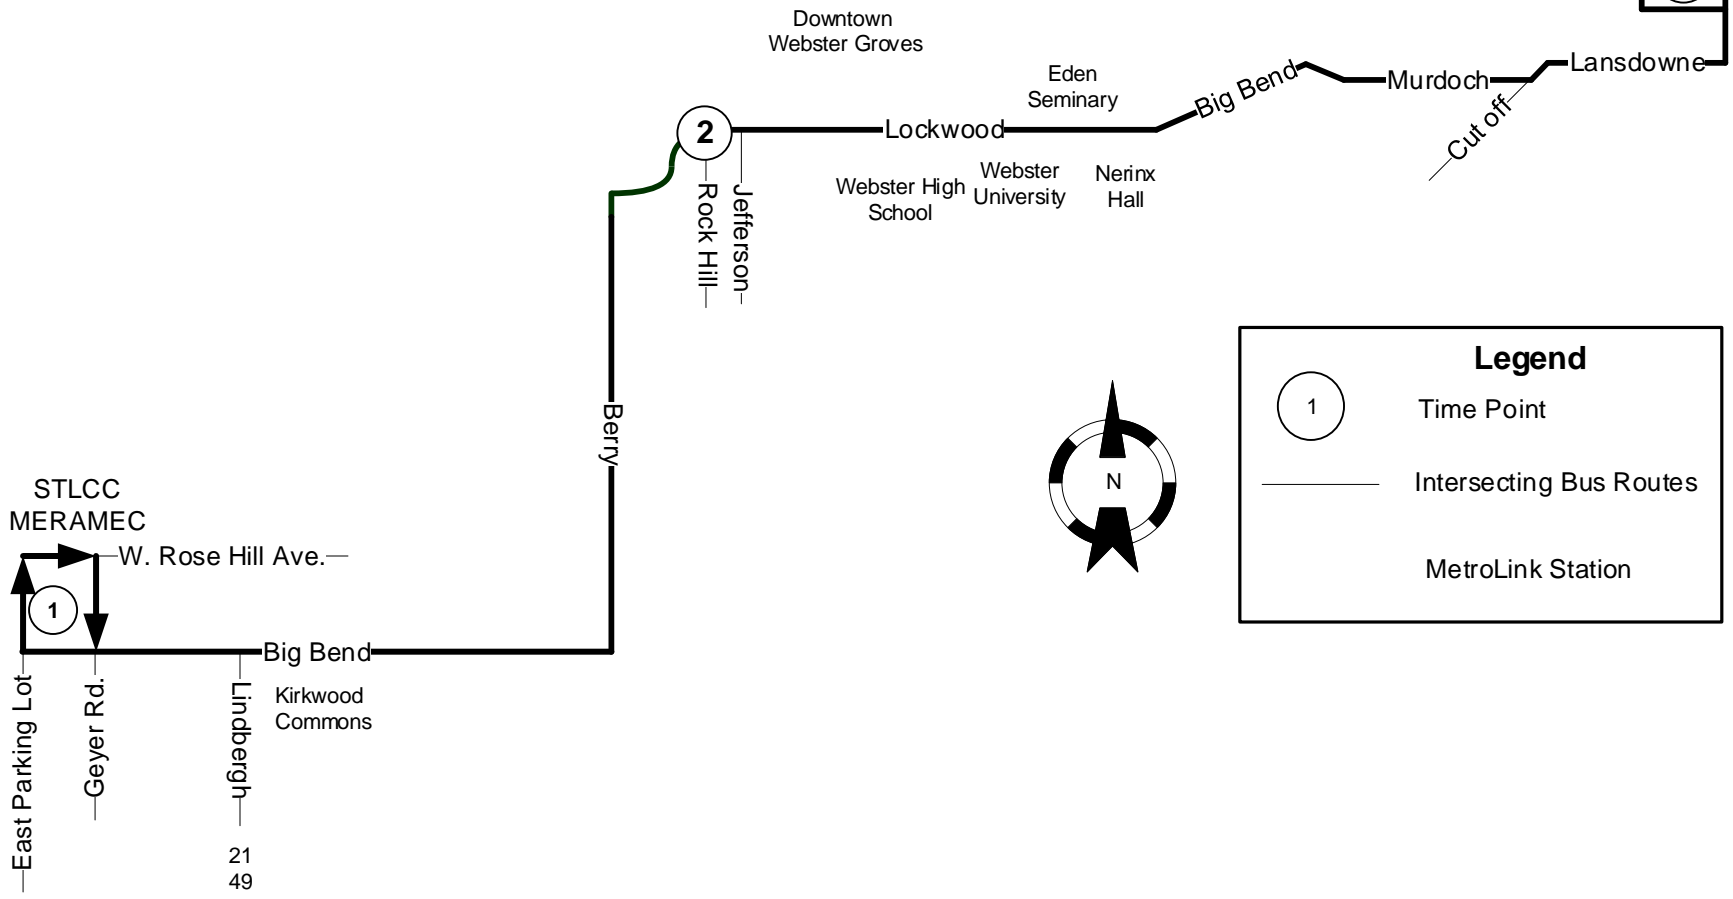 Downtown
Webster Groves
Eden
Seminary
Big Bend
Murdoch
Lansdowne
Cut off
2
Lockwood
Webster High
School
Webster
University
Nerinx
Hall
Rock Hill
Jefferson
Berry
Legend
1
Time Point
Intersecting Bus Routes
MetroLink Station
N
STLCC
MERAMEC
W. Rose Hill Ave.
1
Big Bend
Kirkwood
Commons
East Parking Lot
Geyer Rd.
Lindbergh
21
49